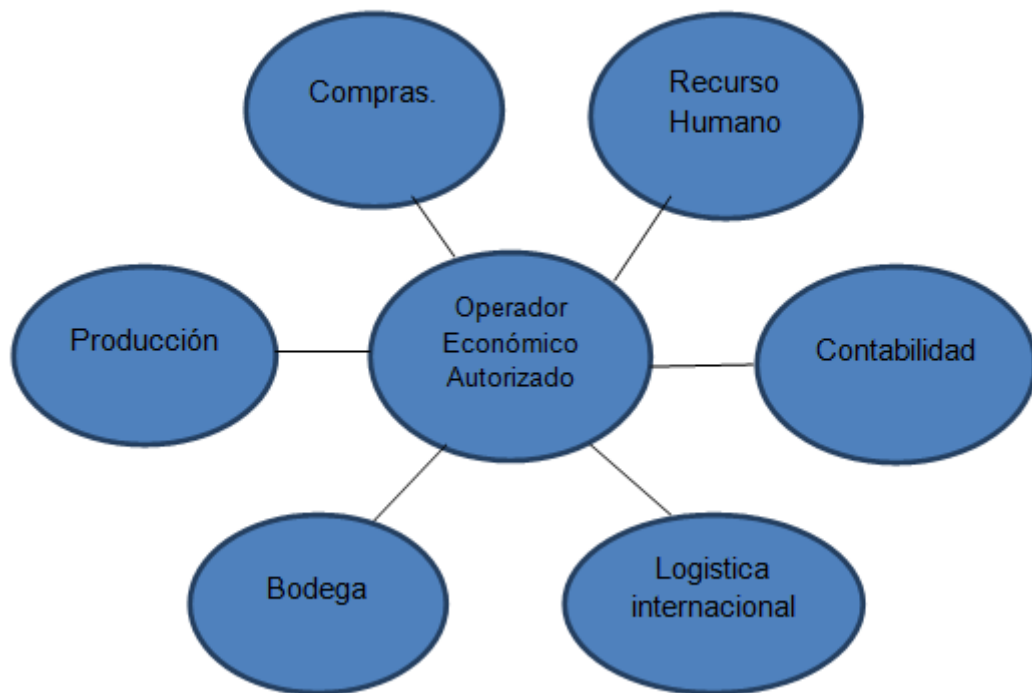 Compras.
Recurso
Humano
Operador
Económico
Autorizado
Producción
Contabilidad
Bodega
Logistica
internacional